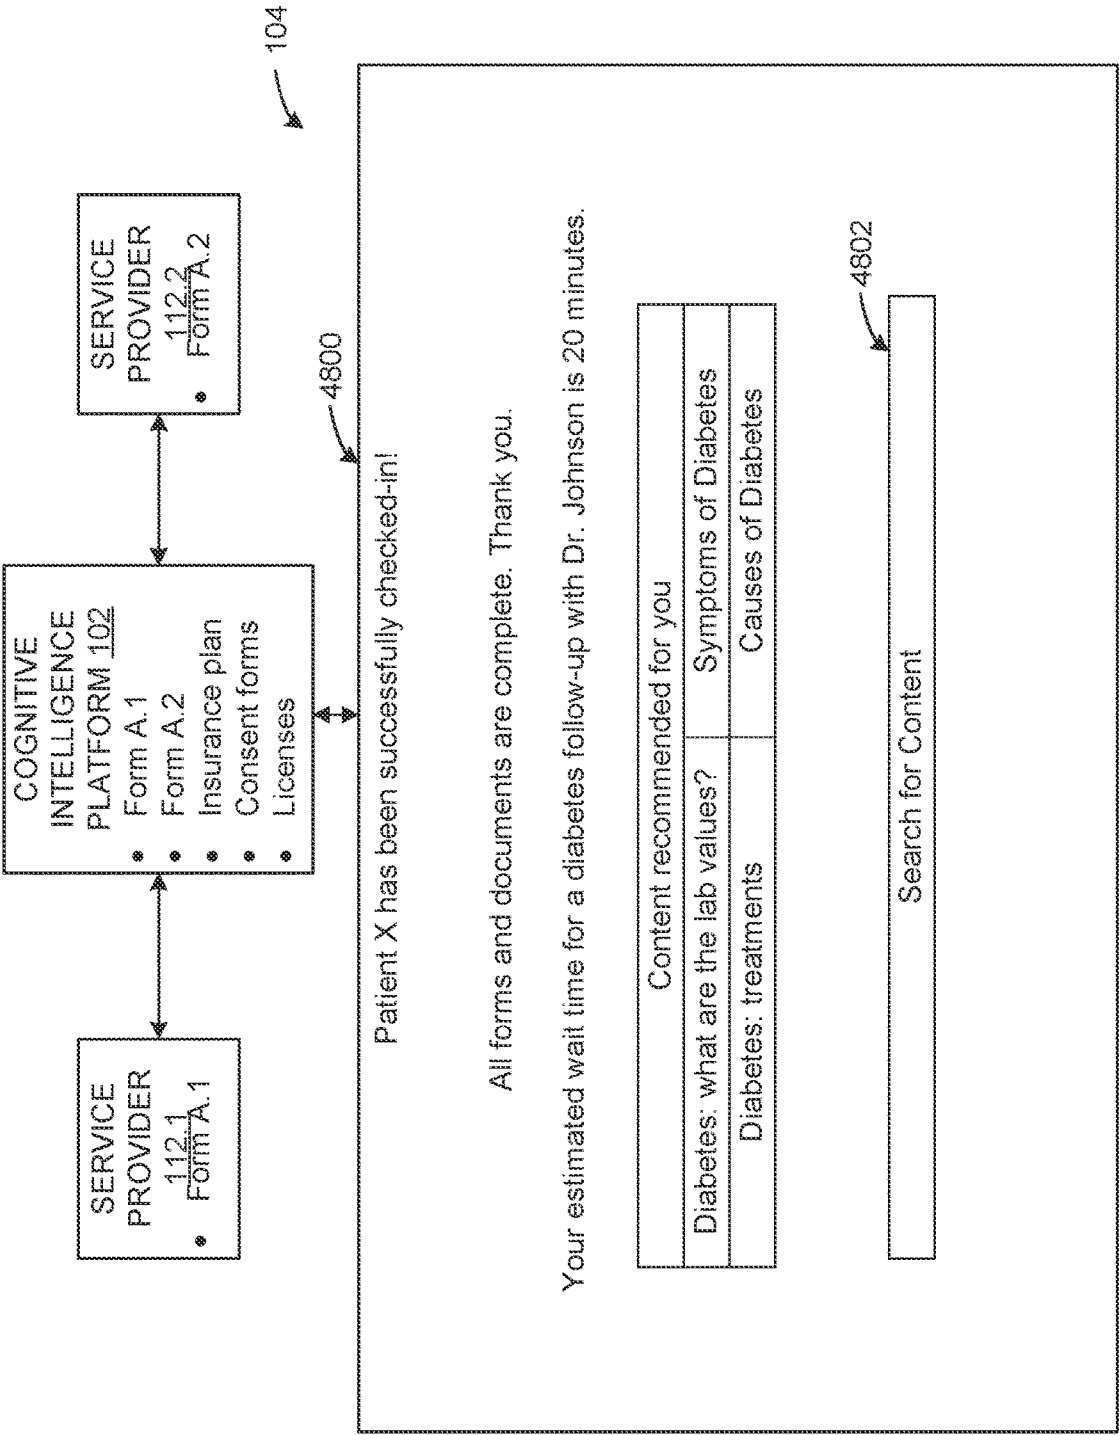 104
SERVICE
PROVIDER
112.1
• Form A.1
COGNITIVE
INTELLIGENCE
PLATFORM 102
• Form A.1
• Form A.2
• Insurance plan
• Consent forms
• Licenses
SERVICE
PROVIDER
112.2
• Form A.2
4800
Patient X has been successfully checked-in!
All forms and documents are complete. Thank you.
Your estimated wait time for a diabetes follow-up with Dr. Johnson is 20 minutes.
Content recommended for you
Diabetes: what are the lab values? Symptoms of Diabetes
Diabetes: treatments Causes of Diabetes
4802
Search for Content